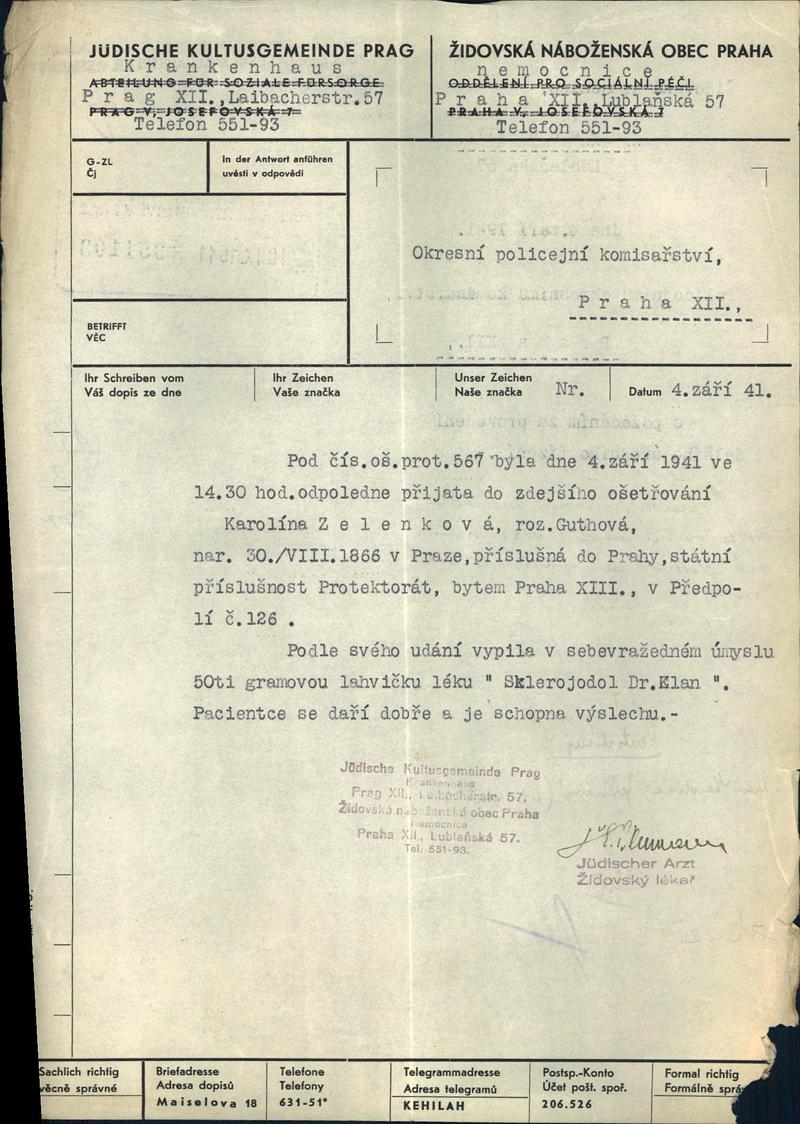 JÜDISCHE KULTUSGEMEINDE PRAG
Krankenhaus
ABTEILUNG FÜR SOZIALE FÜRSORGE
Prag XII.,Laibacherstr.57
PRAG V, JOSEFOVSKÁ 7
Telefon 551-93
ŽIDOVSKÁ NÁBOŽENSKÁ OBEC PRAHA
nemocnice
ODDĚLENÍ PRO SOCIÁLNÍ PÉČI
Praha XII. Lublaňská 57
PRAHA V, JOSEFOVSKÁ 7
Telefon 551-93
G-ZL
Čj
In der Antwort anführen
uvésti v odpovědi
Okresní policejní komisařství,
Praha XII.,
BETRIFFT
VĚC
Ihr Schreiben vom
Váš dopis ze dne
Ihr Zeichen
Vaše značka
Unser Zeichen
Naše značka Nr.
Datum 4.září 41.
Pod čís.oš.prot.567 byla dne 4.září 1941 ve
14.30 hod.odpoledne přijata do zdejšího ošetřování
Karolína Zelenková, roz.Guthová,
nar. 30./VIII.1866 v Praze,příslušná do Prahy,státní
příslušnost Protektorát, bytem Praha XIII., v Předpo-
lí č.126 .
Podle svého udání vypila v sebevražedném úmyslu
50ti gramovou lahvičku léku " Sklerojodol Dr.Klan ".
Pacientce se daří dobře a je schopna výslechu.-
Jüdische Kultusgemeinde Prag
Krankenhaus
Prag XII., Laibacherstr. 57.
Židovská náboženská obec Praha
nemocnice
Praha XII., Lublaňská 57.
Tel. 551-93.
Jüdischer Arzt
Židovský lékař
Sachlich richtig
věcně správné
Briefadresse
Adresa dopisů
Maiselova 18
Telefone
Telefony
631-51*
Telegrammadresse
Adresa telegramů
KEHILAH
Postsp.-Konto
Účet pošt. spoř.
206.526
Formal richtig
Formálně